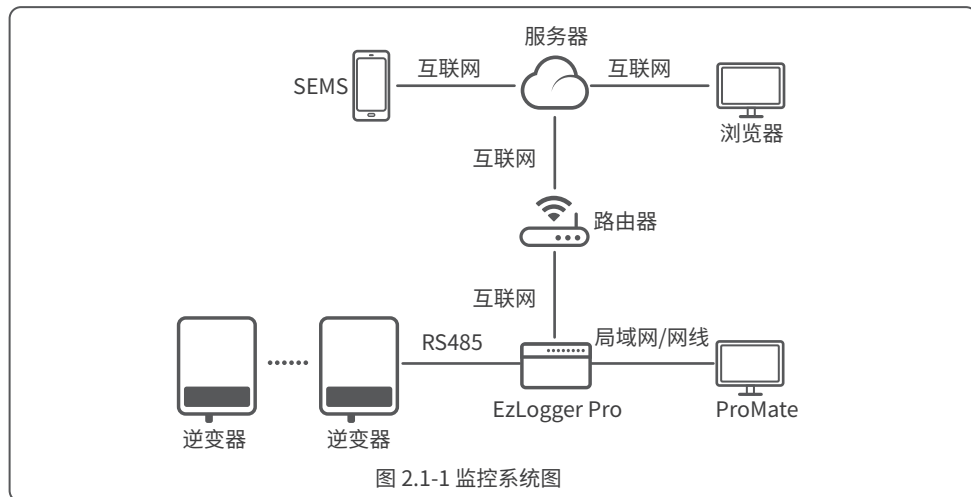 服务器
互联网
互联网
SEMS
浏览器
互联网
路由器
互联网
RS485
局域网/网线
EzLogger Pro
ProMate
逆变器
逆变器
图 2.1-1 监控系统图